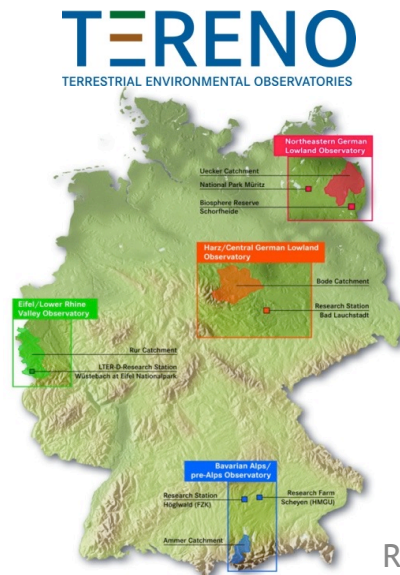 TERENO
TERRESTRIAL ENVIRONMENTAL OBSERVATORIES
Northeastern German
Lowland Observatory
Uecker Catchment
National Park Müritz
Biosphere Reserve
Schorfheide
Harz/Central German Lowland
Observatory
Bode Catchment
Research Station
Bad Lauchstadt
Eifel/Lower Rhine
Valley Observatory
Rur Catchment
LTER-D-Research Station
Wüstebach at Eifel Nationalpark
Bavarian Alps/
pre-Alps Observatory
Research Station
Höglwald (FZK)
Research Farm
Scheyen (HMGU)
Ammer Catchment
R